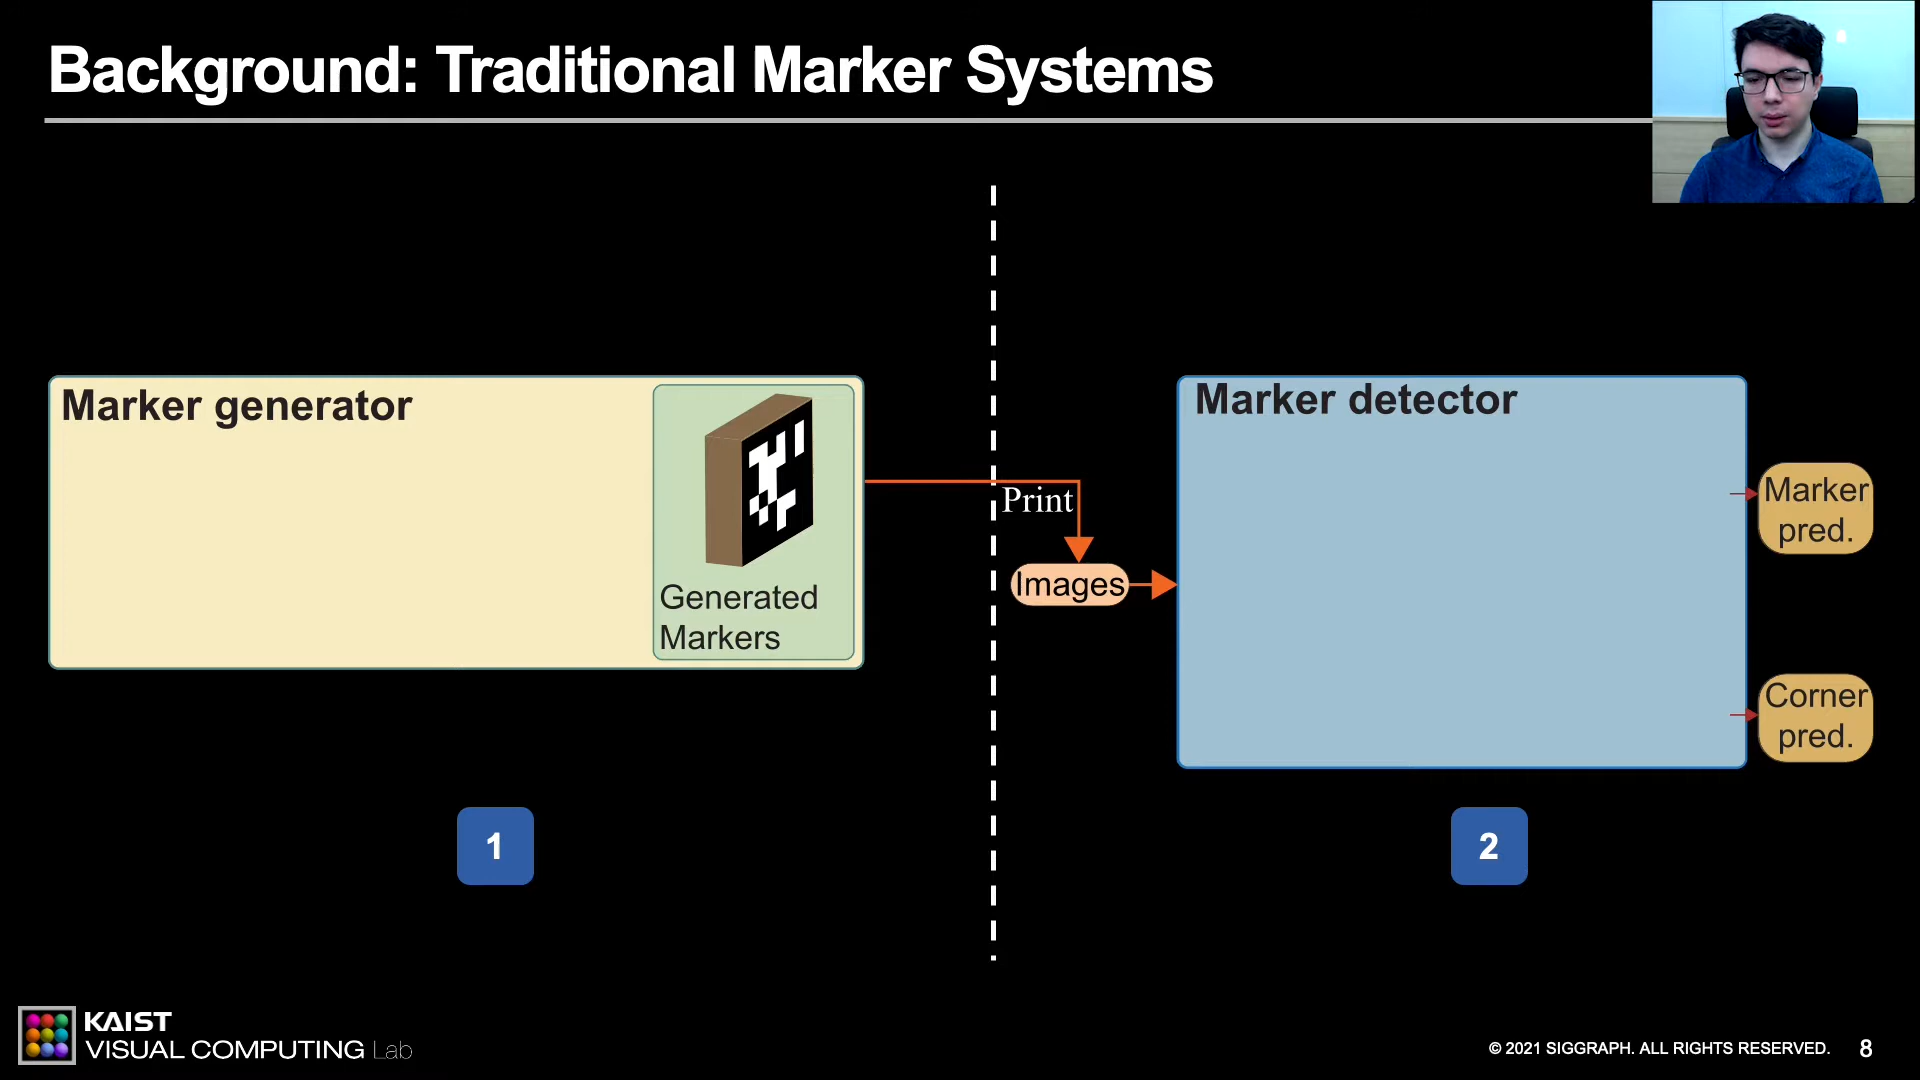 Background: Traditional Marker Systems
Marker generator
Generated
Markers
Print
Images
Marker detector
Marker
pred.
Corner
pred.
1
2
KAIST
VISUAL COMPUTING Lab
© 2021 SIGGRAPH. ALL RIGHTS RESERVED.
8